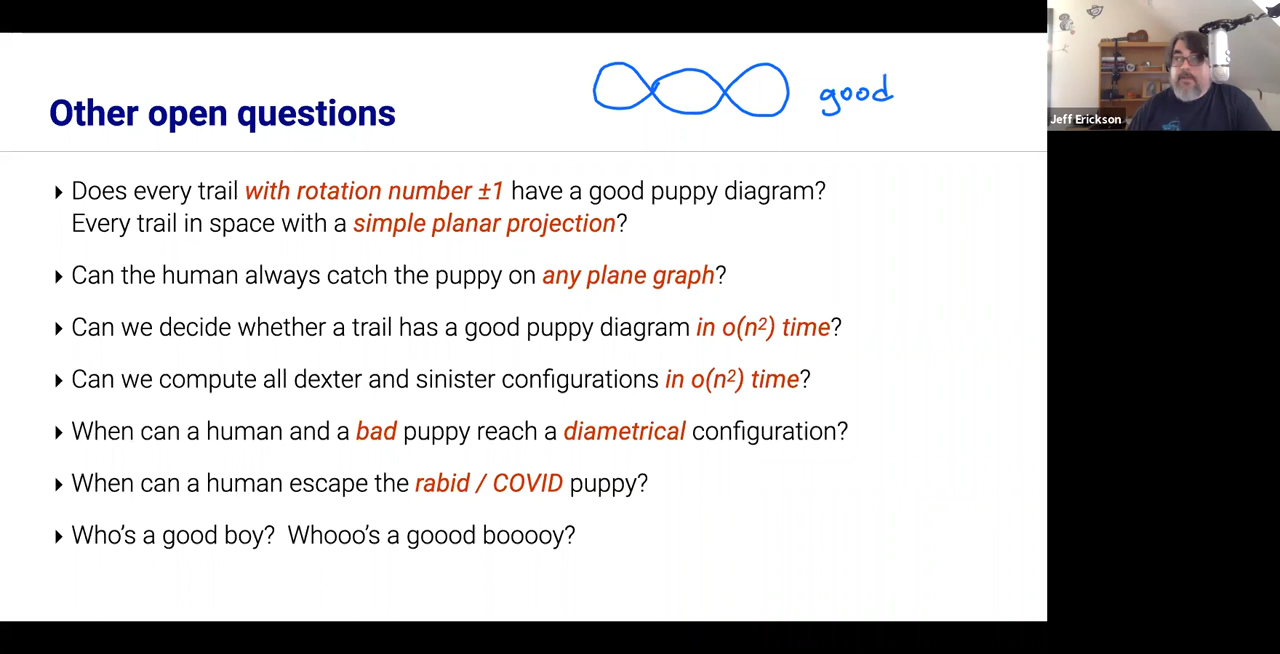 good
Other open questions
Jeff Erickson
‣ Does every trail with rotation number ±1 have a good puppy diagram?
Every trail in space with a simple planar projection?
‣ Can the human always catch the puppy on any plane graph?
‣ Can we decide whether a trail has a good puppy diagram in o(n²) time?
‣ Can we compute all dexter and sinister configurations in o(n²) time?
‣ When can a human and a bad puppy reach a diametrical configuration?
‣ When can a human escape the rabid / COVID puppy?
‣ Who's a good boy? Whooo's a goood booooy?